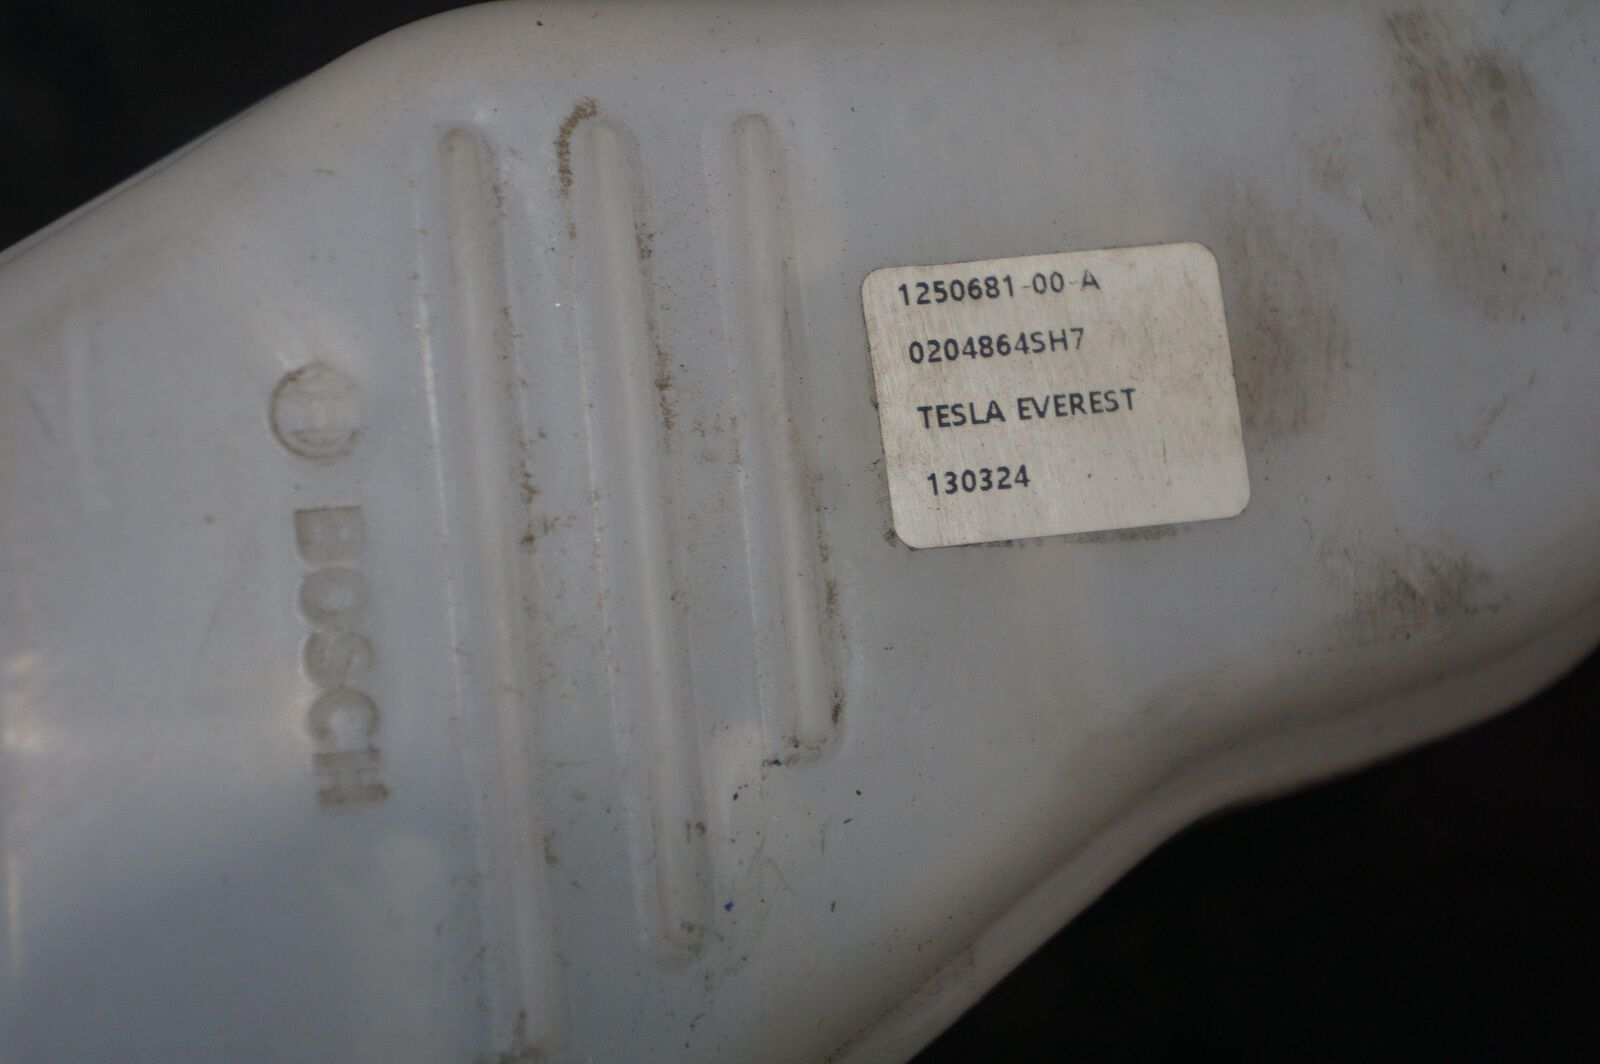 BOSCH
1250681-00-A
0204864SH7
TESLA EVEREST
130324